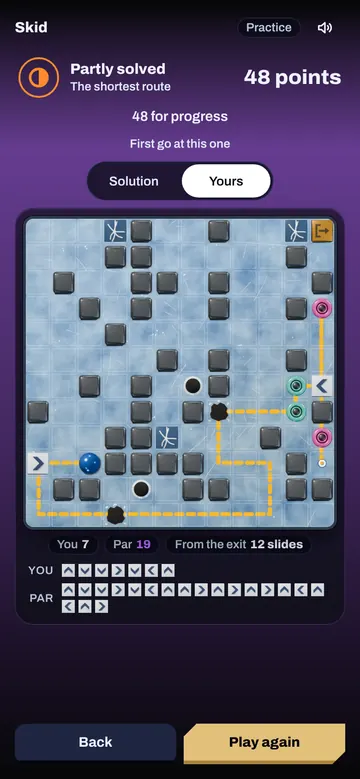 Skid
Practice
Partly solved
The shortest route
48 points
48 for progress
First go at this one
Solution
Yours
You 7
Par 19
From the exit 12 slides
YOU
PAR
Back
Play again